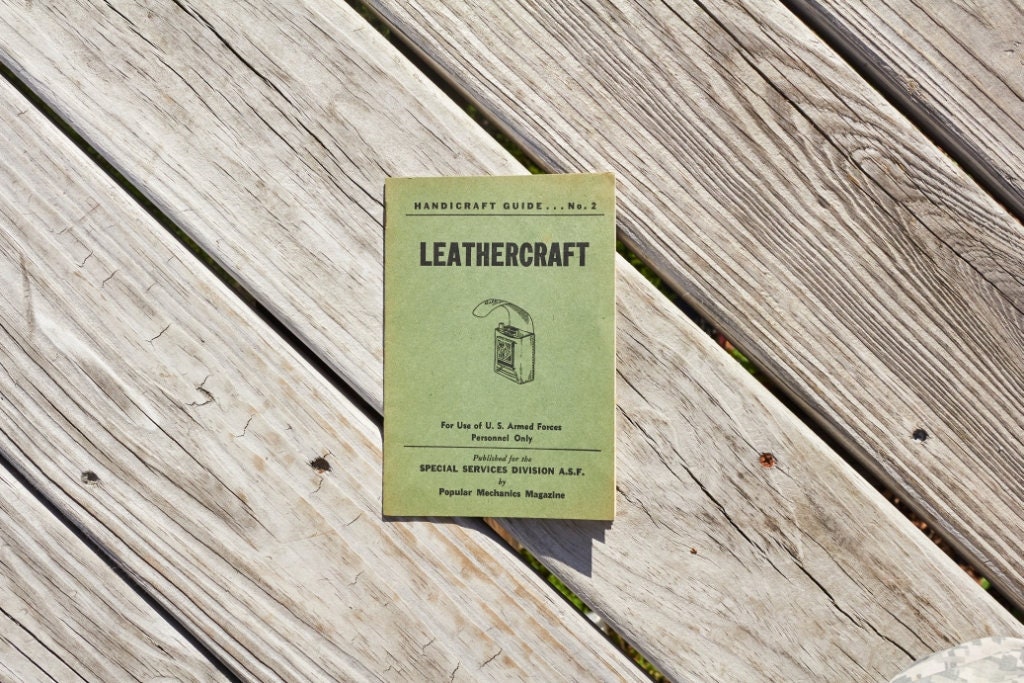 HANDICRAFT GUIDE...No. 2
LEATHERCRAFT
For Use of U. S. Armed Forces
Personnel Only
Published for the
SPECIAL SERVICES DIVISION A.S.F.
by
Popular Mechanics Magazine